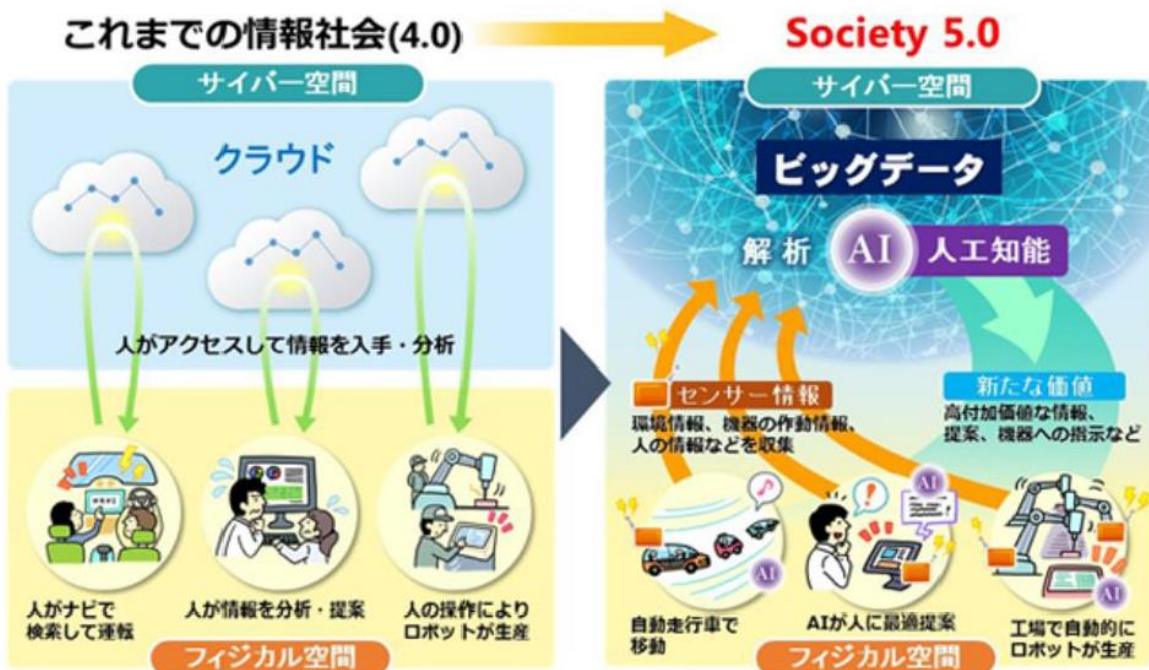 これまでの情報社会(4.0)
Society 5.0
サイバー空間
クラウド
人がアクセスして情報を入手・分析
人がナビで
検索して運転
人が情報を分析・提案
人の操作により
ロボットが生産
フィジカル空間
サイバー空間
ビッグデータ
解析
AI
人工知能
センサー情報
環境情報、機器の作動情報、
人の情報などを収集
新たな価値
高付加価値な情報、
提案、機器への指示など
AI
AI
AI
自動走行車で
移動
AIが人に最適提案
工場で自動的に
ロボットが生産
フィジカル空間